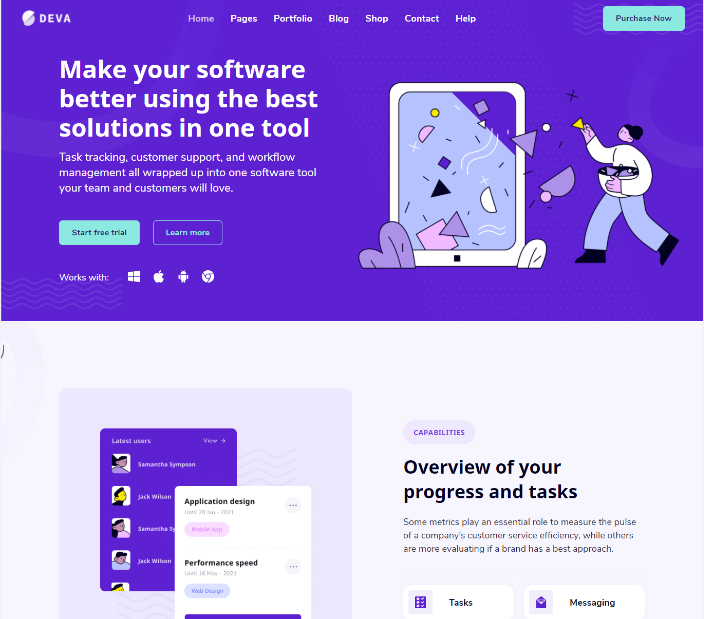 DEVA
Home Pages Portfolio Blog Shop Contact Help
Purchase Now
Make your software
better using the best
solutions in one tool
Task tracking, customer support, and workflow
management all wrapped up into one software tool
your team and customers will love.
Start free trial
Learn more
Works with:
Latest users
View →
Samantha Sympson
Jack Wilson
Samantha Sy
Jack Wilson
Application design
Until 20 Jan - 2021
Mobile App
Performance speed
Until 16 May - 2021
Web Design
CAPABILITIES
Overview of your
progress and tasks
Some metrics play an essential role to measure the pulse
of a company's customer service efficiency, while others
are more evaluating if a brand has a best approach.
Tasks
Messaging